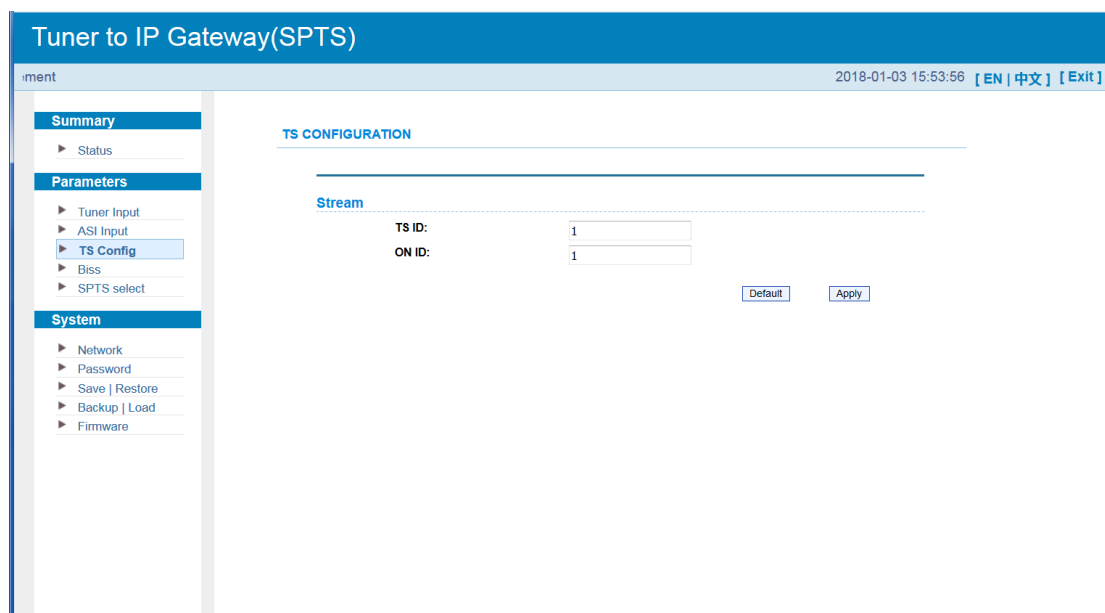 Tuner to IP Gateway(SPTS)
ment 2018-01-03 15:53:56 [ EN | 中文 ] [ Exit ]
Summary
Status
Parameters
Tuner Input
ASI Input
TS Config
Biss
SPTS select
System
Network
Password
Save | Restore
Backup | Load
Firmware
TS CONFIGURATION
Stream
TS ID: 1
ON ID: 1
Default Apply